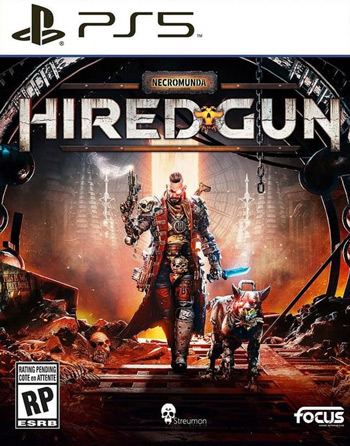 PS5
NECROMUNDA
HIRED GUN
RATING PENDING
COTE EN ATTENTE
RP
ESRB
Streumon
FOCUS